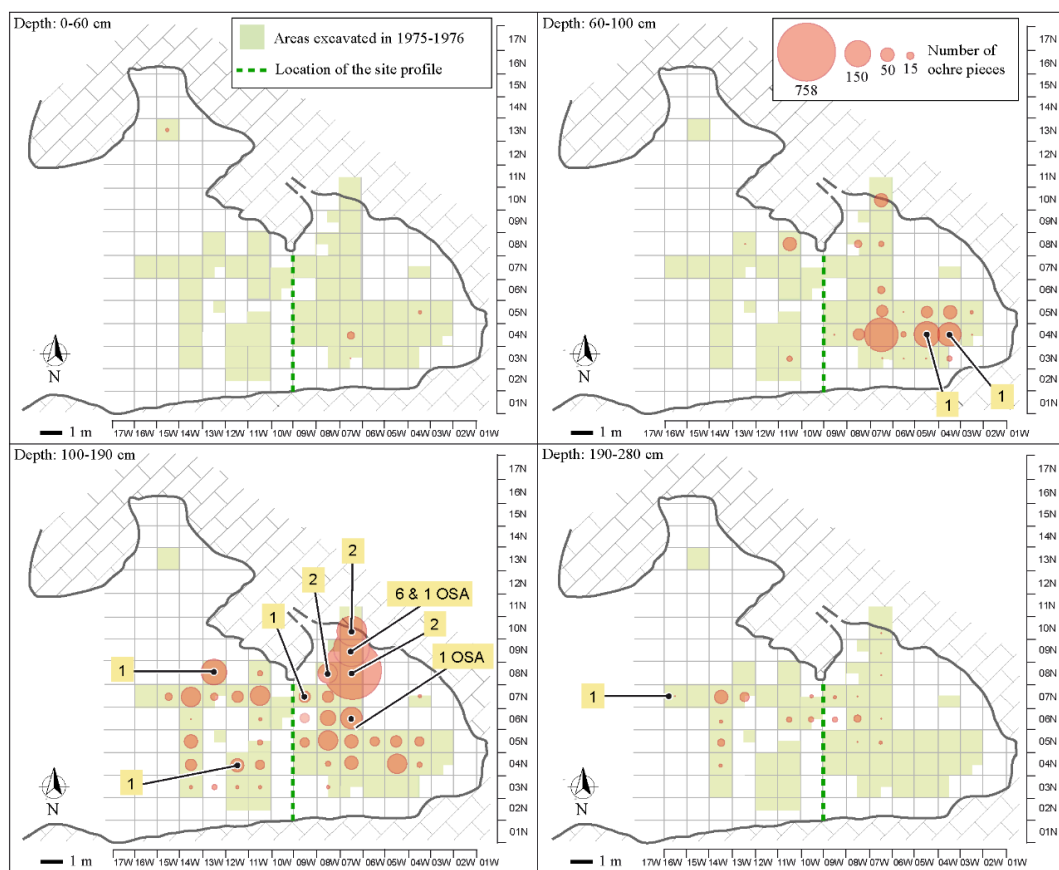 Depth: 0-60 cm
Areas excavated in 1975-1976
Location of the site profile
17N
16N
15N
14N
13N
12N
11N
10N
09N
08N
07N
06N
05N
04N
03N
02N
01N
N
1 m
17W 16W 15W 14W 13W 12W 11W 10W 09W 08W 07W 06W 05W 04W 03W 02W 01W
Depth: 60-100 cm
758
150
50
15
Number of
ochre pieces
17N
16N
15N
14N
13N
12N
11N
10N
09N
08N
07N
06N
05N
04N
03N
02N
01N
1
1
N
1 m
17W 16W 15W 14W 13W 12W 11W 10W 09W 08W 07W 06W 05W 04W 03W 02W 01W
Depth: 100-190 cm
2
2
6 & 1 OSA
1
2
1 OSA
1
1
17N
16N
15N
14N
13N
12N
11N
10N
09N
08N
07N
06N
05N
04N
03N
02N
01N
N
1 m
17W 16W 15W 14W 13W 12W 11W 10W 09W 08W 07W 06W 05W 04W 03W 02W 01W
Depth: 190-280 cm
1
17N
16N
15N
14N
13N
12N
11N
10N
09N
08N
07N
06N
05N
04N
03N
02N
01N
N
1 m
17W 16W 15W 14W 13W 12W 11W 10W 09W 08W 07W 06W 05W 04W 03W 02W 01W